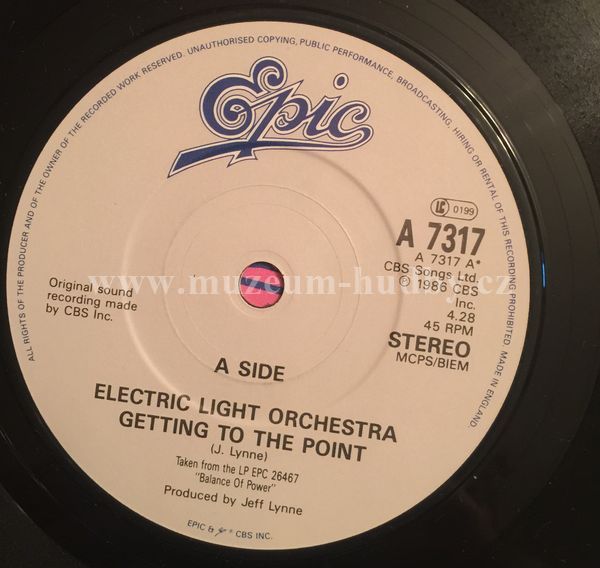 ALL RIGHTS OF THE PRODUCER AND OF THE OWNER OF THE RECORDED WORK RESERVED. UNAUTHORISED COPYING, PUBLIC PERFORMANCE, BROADCASTING, HIRING OR RENTAL OF THIS RECORDING PROHIBITED. MADE IN ENGLAND.
Epic
LC 0199
A 7317
A 7317 A*
CBS Songs Ltd.
℗ 1986 CBS
Inc.
4.28
45 RPM
STEREO
MCPS/BIEM
www.muzeum-hudby.cz
Original sound
recording made
by CBS Inc.
A SIDE
ELECTRIC LIGHT ORCHESTRA
GETTING TO THE POINT
(J. Lynne)
Taken from the LP EPC 26467
"Balance Of Power"
Produced by Jeff Lynne
EPIC & * CBS INC.